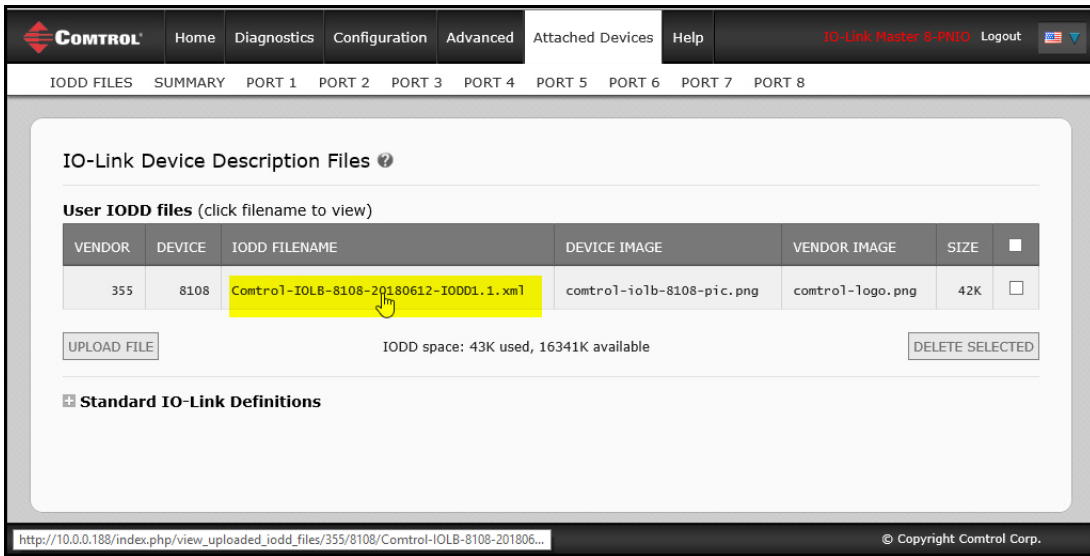 COMTROL Home Diagnostics Configuration Advanced Attached Devices Help IO-Link Master 8-PNIO Logout
IODD FILES SUMMARY PORT 1 PORT 2 PORT 3 PORT 4 PORT 5 PORT 6 PORT 7 PORT 8
IO-Link Device Description Files ?
User IODD files (click filename to view)
VENDOR DEVICE IODD FILENAME DEVICE IMAGE VENDOR IMAGE SIZE
355 8108 Comtrol-IOLB-8108-20180612-IODD1.1.xml comtrol-iolb-8108-pic.png comtrol-logo.png 42K
UPLOAD FILE IODD space: 43K used, 16341K available DELETE SELECTED
Standard IO-Link Definitions
http://10.0.0.188/index.php/view_uploaded_iodd_files/355/8108/Comtrol-IOLB-8108-201806... © Copyright Comtrol Corp.